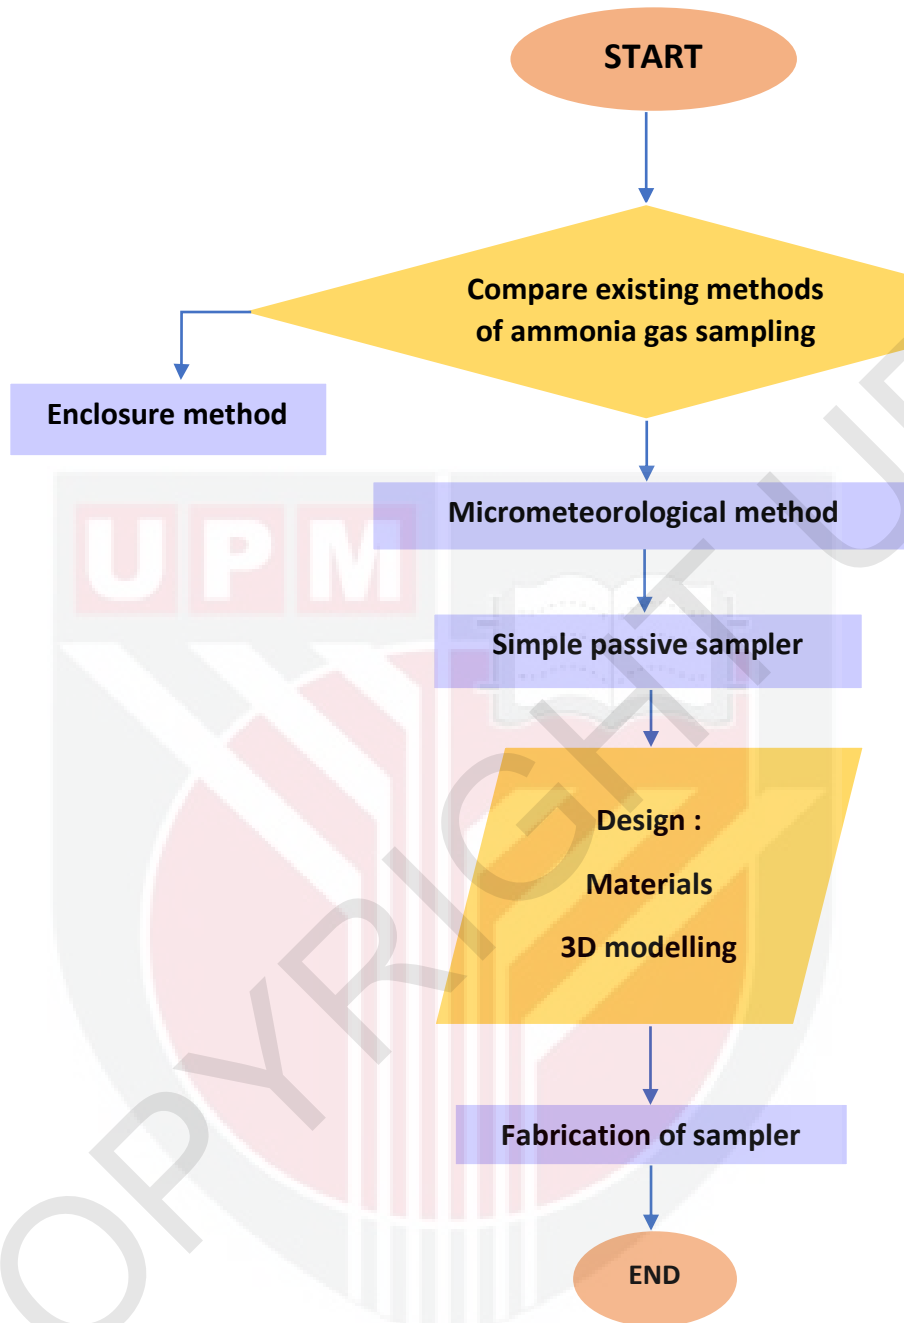 START
Compare existing methods
of ammonia gas sampling
Enclosure method
Micrometeorological method
UPM
Simple passive sampler
Design :
Materials
3D modelling
Fabrication of sampler
END
OPYRIGHT U